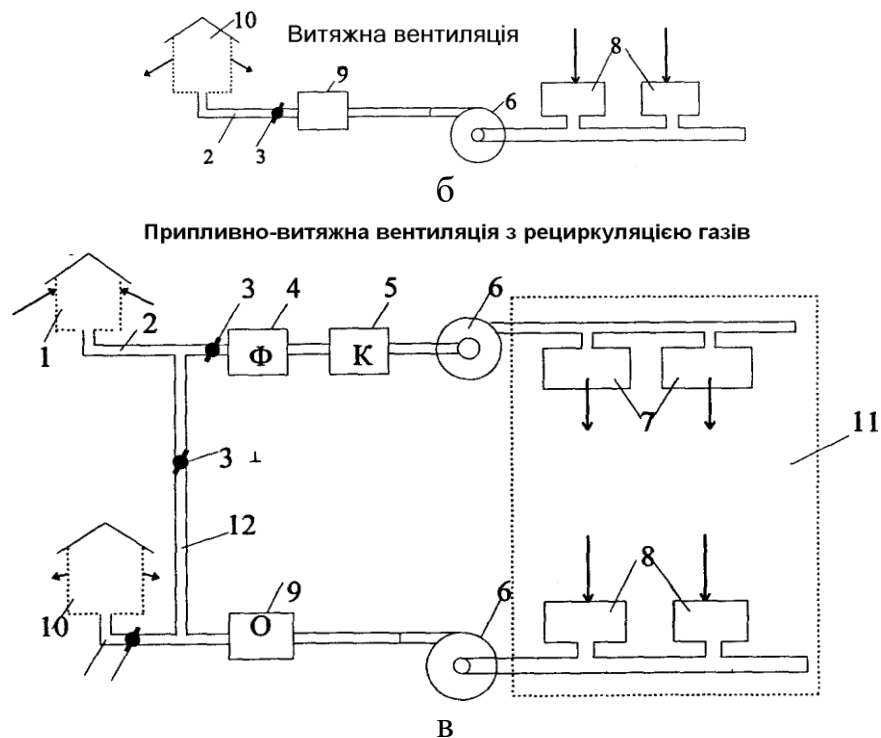 10
Витяжна вентиляція
8
9
6
2
3
б
Припливно-витяжна вентиляція з рециркуляцією газів
3
4
5
6
2
1
Ф
К
7
11
3
12
8
9
6
10
О
в